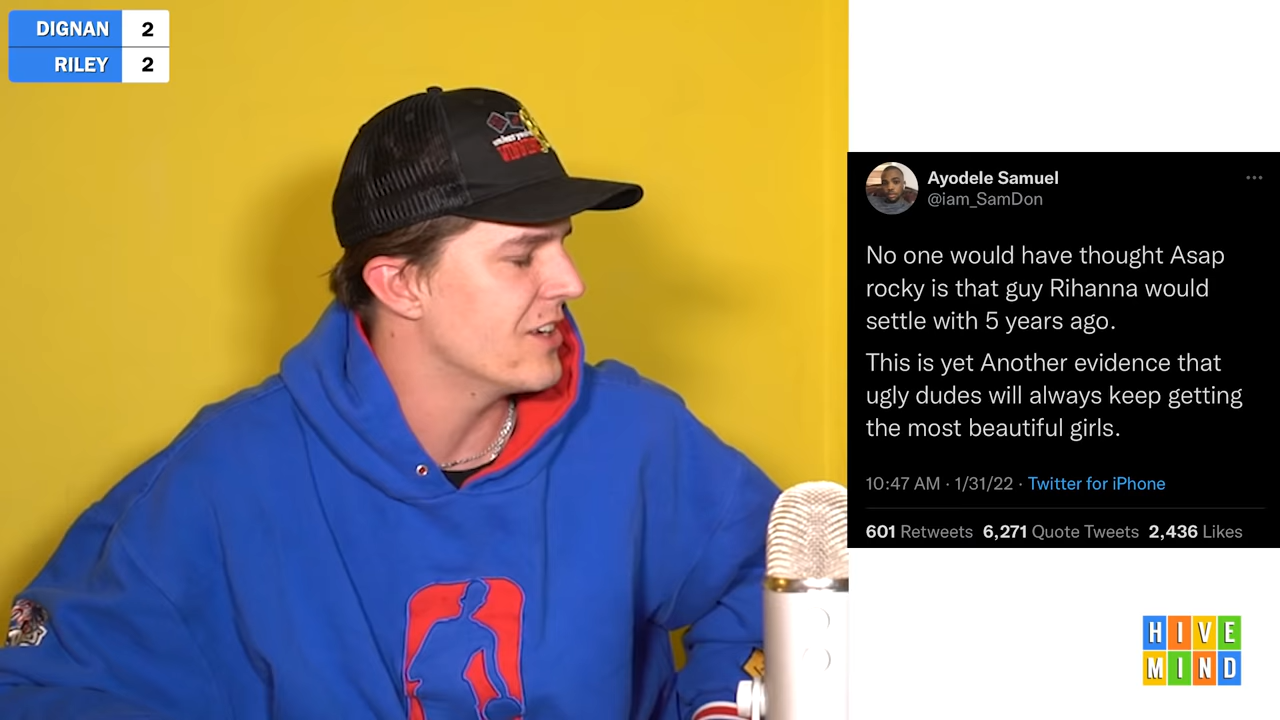 DIGNAN 2
RILEY 2
Ayodele Samuel
@iam_SamDon
No one would have thought Asap
rocky is that guy Rihanna would
settle with 5 years ago.
This is yet Another evidence that
ugly dudes will always keep getting
the most beautiful girls.
10:47 AM · 1/31/22 · Twitter for iPhone
601 Retweets 6,271 Quote Tweets 2,436 Likes
HIVE
MIND